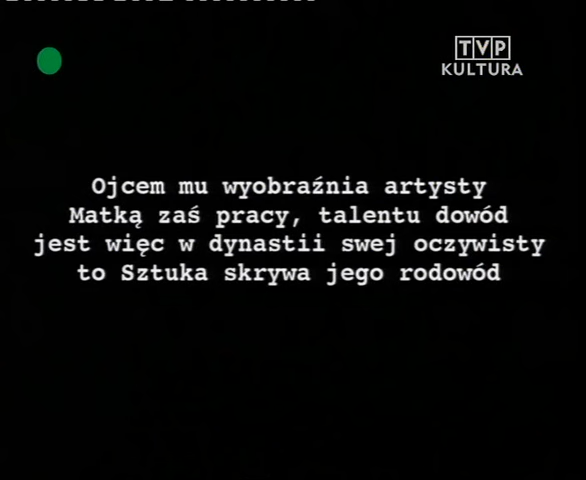 TVP
KULTURA
Ojcem mu wyobraźnia artysty
Matką zaś pracy, talentu dowód
jest więc w dynastii swej oczywisty
to Sztuka skrywa jego rodowód